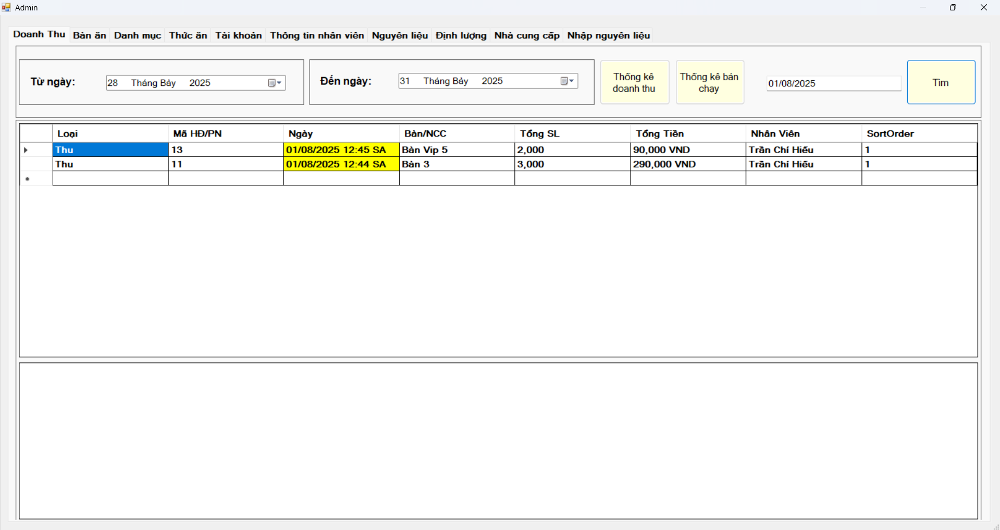 Admin
Doanh Thu Bàn ăn Danh mục Thức ăn Tài khoản Thông tin nhân viên Nguyên liệu Định lượng Nhà cung cấp Nhập nguyên liệu
Từ ngày: 28 Tháng Bảy 2025
Đến ngày: 31 Tháng Bảy 2025
Thống kê
doanh thu
Thống kê bán
chạy
01/08/2025
Tìm
Loại Mã HĐ/PN Ngày Bàn/NCC Tổng SL Tổng Tiền Nhân Viên SortOrder
Thu 13 01/08/2025 12:45 SA Bàn Vip 5 2,000 90,000 VND Trần Chí Hiếu 1
Thu 11 01/08/2025 12:44 SA Bàn 3 3,000 290,000 VND Trần Chí Hiếu 1